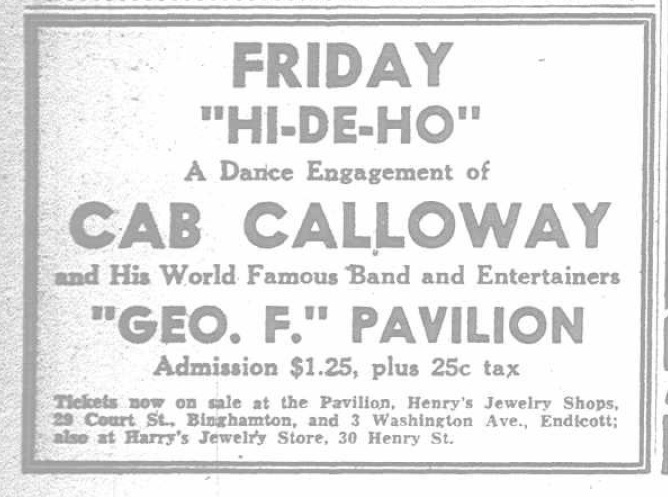 FRIDAY
"HI-DE-HO"
A Dance Engagement of
CAB CALLOWAY
and His World Famous Band and Entertainers
"GEO. F." PAVILION
Admission $1.25, plus 25c tax
Tickets now on sale at the Pavilion, Henry's Jewelry Shops,
29 Court St., Binghamton, and 3 Washington Ave., Endicott;
also at Harry's Jewelry Store, 30 Henry St.